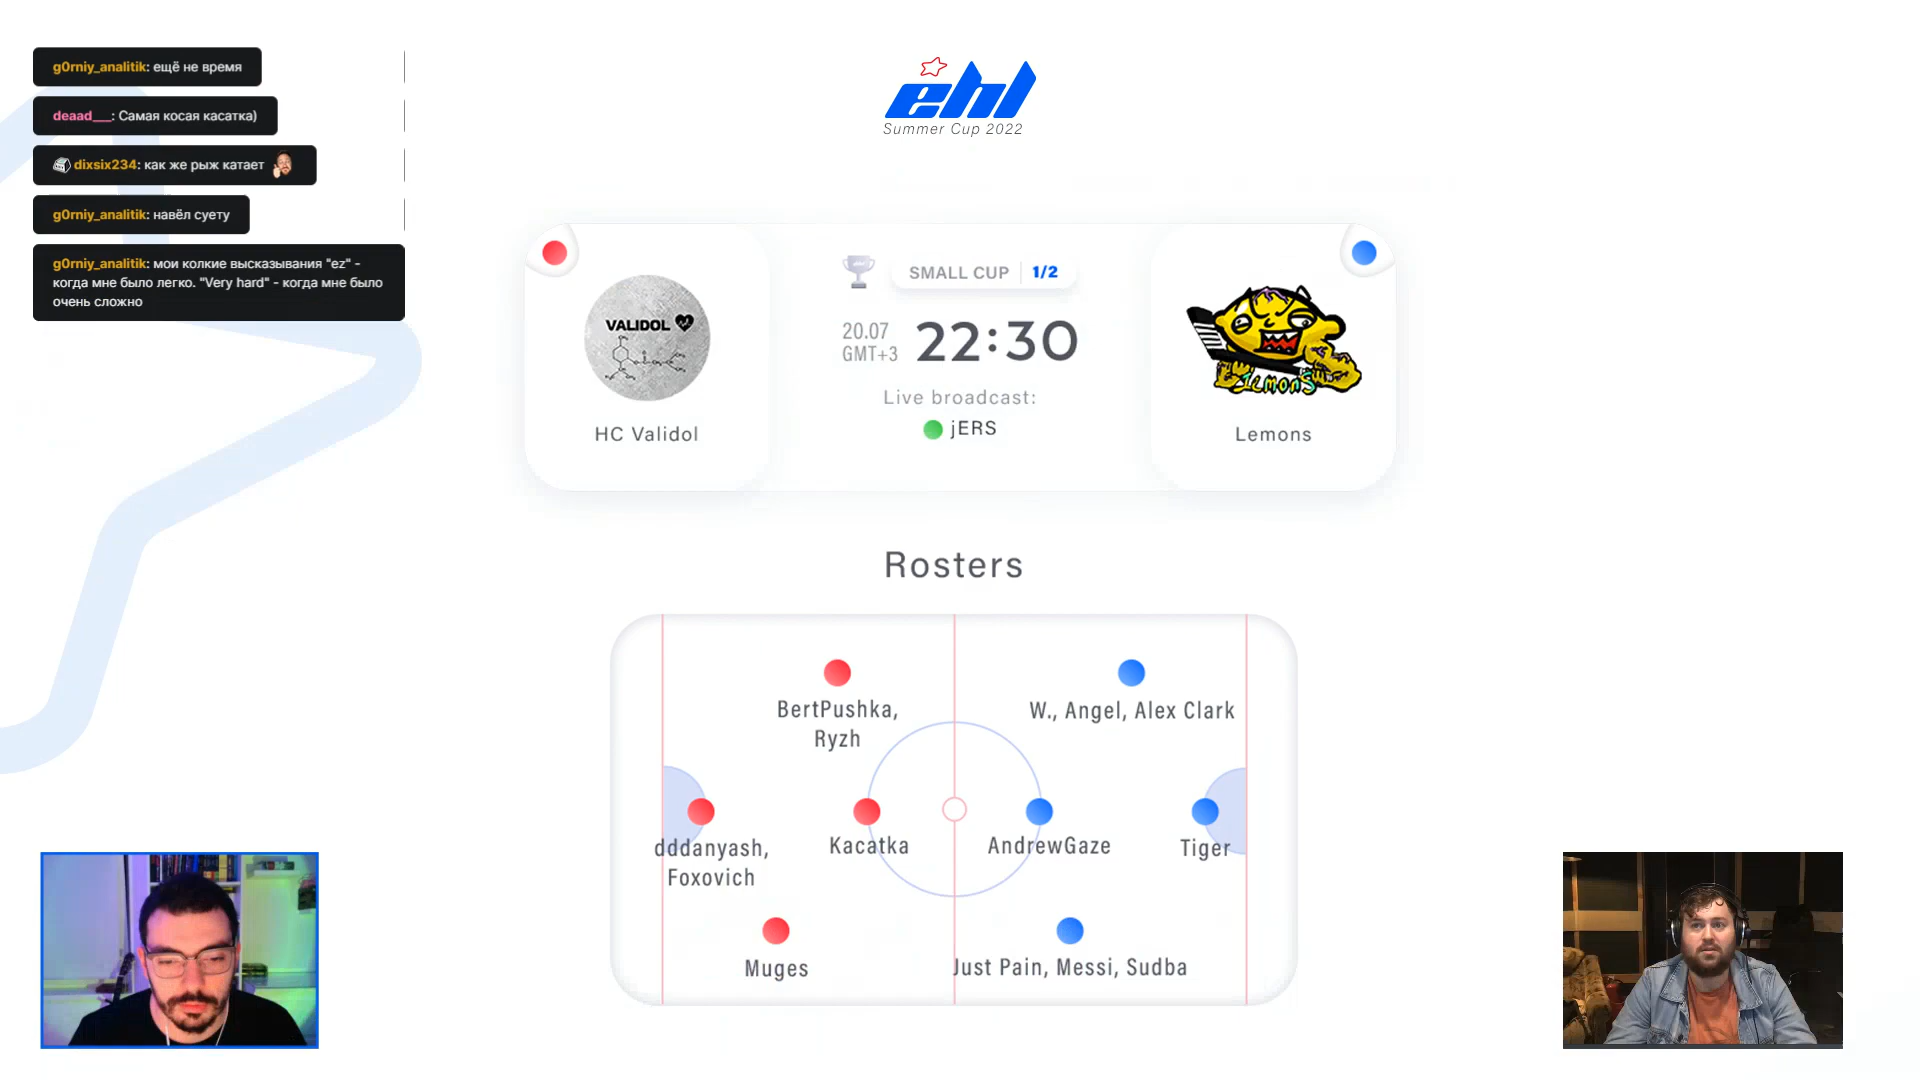 g0rniy_analitik: ещё не время
deaad___: Самая косая касатка)
dixsix234: как же рыж катает
g0rniy_analitik: навёл суету
g0rniy_analitik: мои колкие высказывания "ez" -
когда мне было легко. "Very hard" - когда мне было
очень сложно
ehl
Summer Cup 2022
SMALL CUP 1/2
20.07
GMT+3
22:30
Live broadcast:
jERS
VALIDOL
HC Validol
Lemons
Lemons
Rosters
BertPushka,
Ryzh
W., Angel, Alex Clark
dddanyash,
Foxovich
Kacatka
AndrewGaze
Tiger
Muges
Just Pain, Messi, Sudba